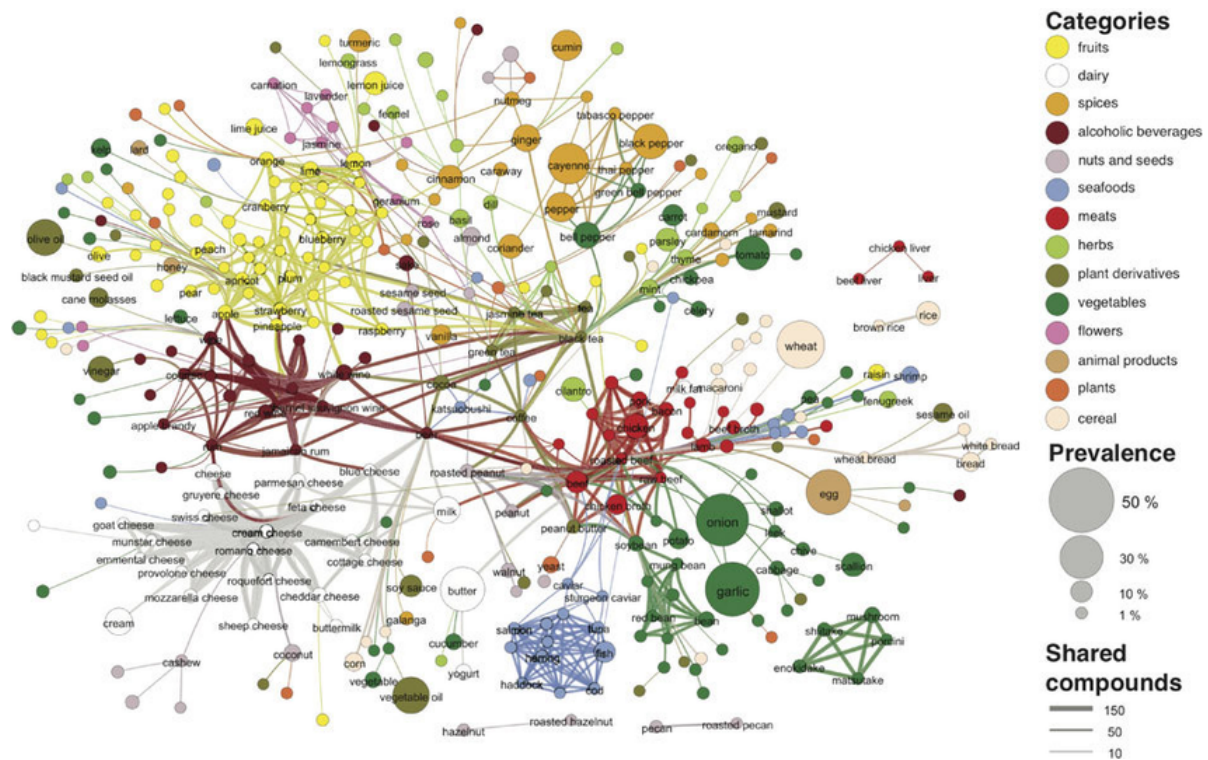 turmeric
cumin
lemongrass
carnation
lemon juice
lavender
nutmeg
fennel
tabasco pepper
lime juice
jasmine
ginger
black pepper
oregano
kelp
lard
orange
lime
lemon
cayenne
thai pepper
cinnamon
caraway
green bell pepper
cranberry
geranium
dill
pepper
carrot
mustard
rose
basil
cardamom
tamarind
olive oil
blueberry
almond
coriander
bell pepper
parsley
chicken liver
olive
peach
tomato
thyme
black mustard seed oil
honey
apricot
plum
sake
chickpea
beef liver
liver
cane molasses
pear
sesame seed
mint
lettuce
apple
strawberry
roasted sesame seed
jasmine tea
tea
celery
rice
pineapple
raspberry
vanilla
black tea
brown rice
wine
green tea
wheat
vinegar
cognac
white wine
cocoa
cilantro
milk fat
macaroni
raisin
shrimp
red wine
cabernet sauvignon wine
katsuobushi
coffee
pork
bacon
pea
fenugreek
apple brandy
chicken
beef broth
sesame oil
rum
jamaican rum
beer
lamb
white bread
cheese
blue cheese
roasted beef
wheat bread
bread
parmesan cheese
roasted peanut
beef
raw beef
gruyere cheese
feta cheese
egg
goat cheese
swiss cheese
milk
peanut
chicken broth
onion
shallot
munster cheese
cream cheese
peanut butter
leek
emmental cheese
romano cheese
camembert cheese
soybean
potato
chive
provolone cheese
cottage cheese
mung bean
cabbage
scallion
roquefort cheese
walnut
yeast
mozzarella cheese
cheddar cheese
soy sauce
butter
caviar
garlic
sturgeon caviar
cream
sheep cheese
buttermilk
galanga
red bean
bean
mushroom
salmon
tuna
shiitake
porcini
cucumber
cashew
coconut
corn
herring
fish
enokidake
vegetable
yogurt
haddock
cod
matsutake
vegetable oil
hazelnut
roasted hazelnut
pecan
roasted pecan
Categories
fruits
dairy
spices
alcoholic beverages
nuts and seeds
seafoods
meats
herbs
plant derivatives
vegetables
flowers
animal products
plants
cereal
Prevalence
50 %
30 %
10 %
1 %
Shared
compounds
150
50
10